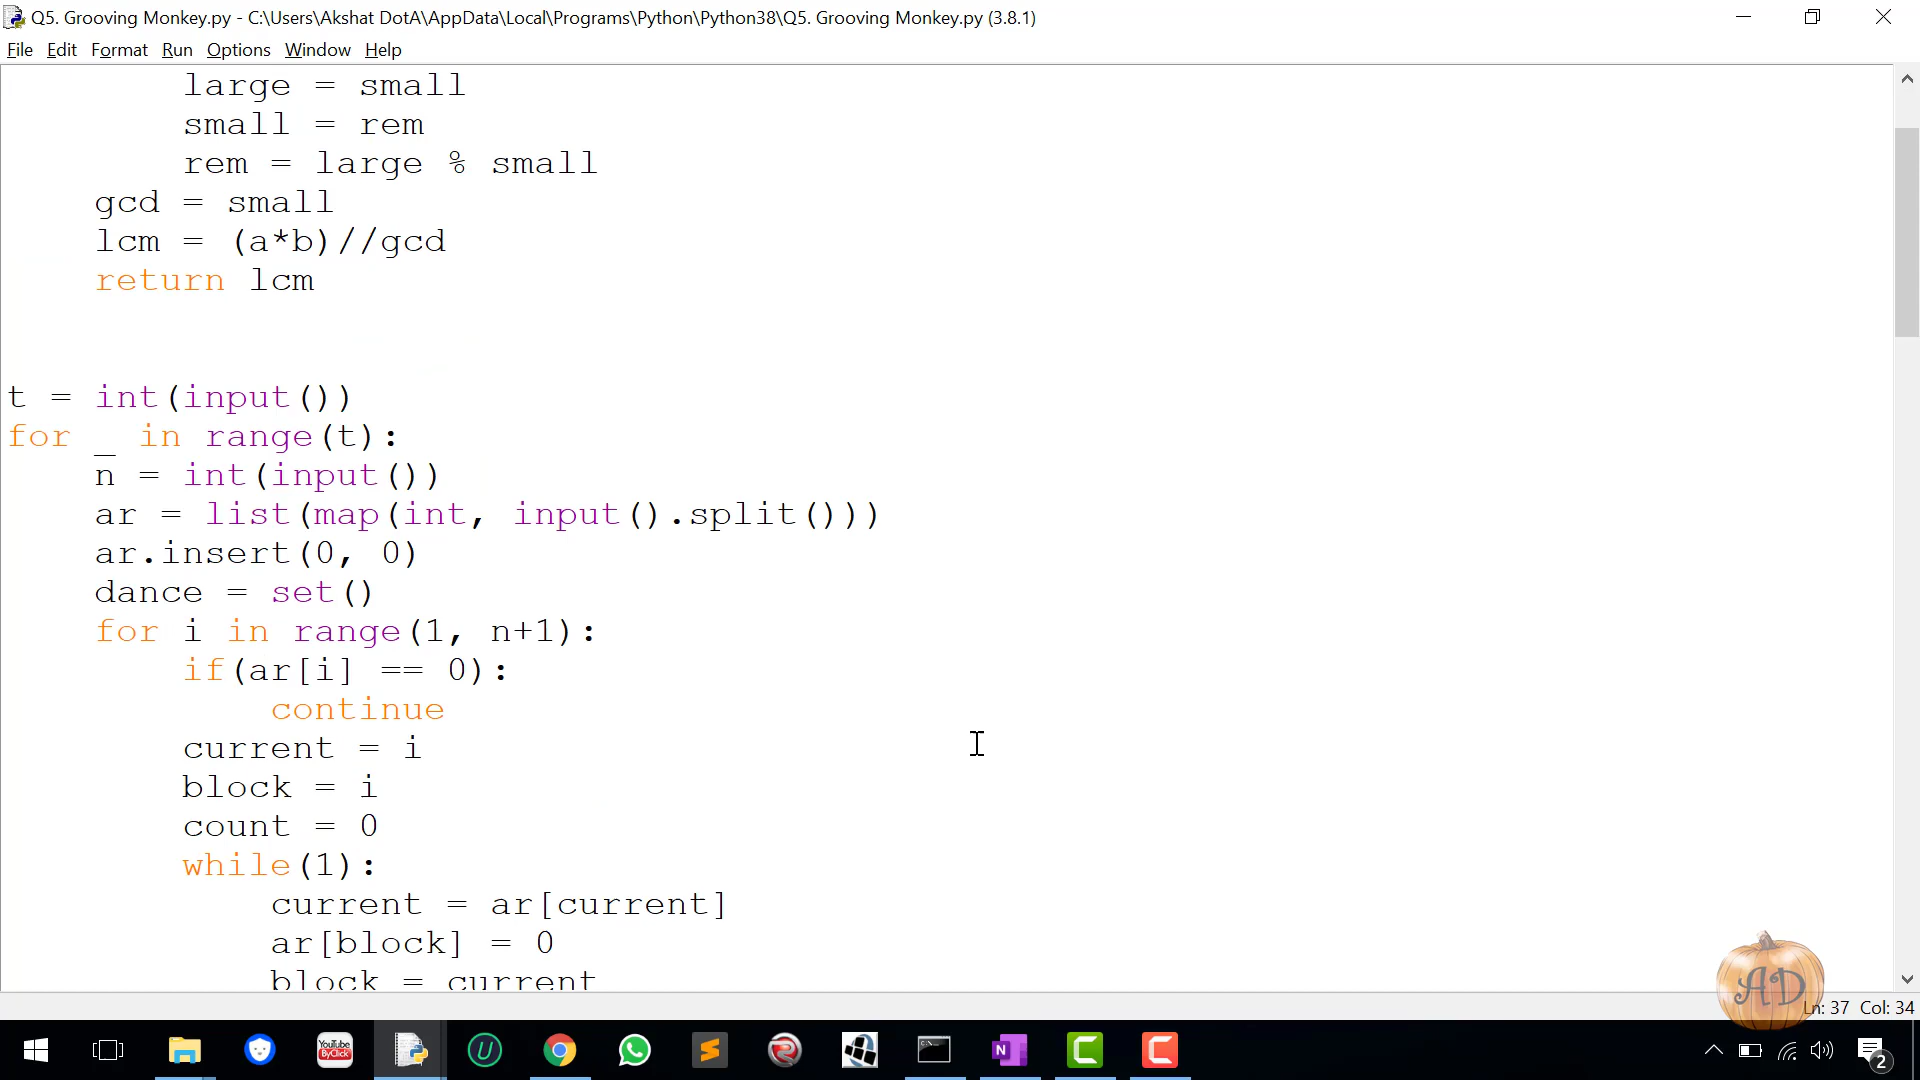 Q5. Grooving Monkey.py - C:\Users\Akshat DotA\AppData\Local\Programs\Python\Python38\Q5. Grooving Monkey.py (3.8.1)
File Edit Format Run Options Window Help
        large = small
        small = rem
        rem = large % small
    gcd = small
    lcm = (a*b)//gcd
    return lcm
t = int(input())
for _ in range(t):
    n = int(input())
    ar = list(map(int, input().split()))
    ar.insert(0, 0)
    dance = set()
    for i in range(1, n+1):
        if(ar[i] == 0):
            continue
        current = i
        block = i
        count = 0
        while(1):
            current = ar[current]
            ar[block] = 0
            block = current
AD
Ln: 37 Col: 34
YouTube
ByClick
U
N
C
C
2